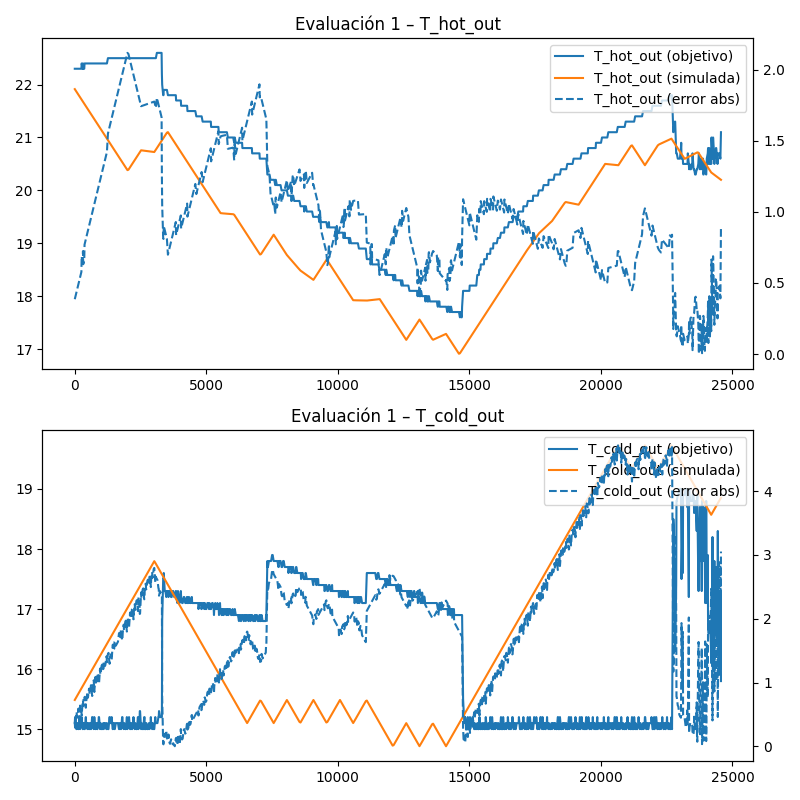 Evaluación 1 – T_hot_out
T_hot_out (objetivo)
T_hot_out (simulada)
T_hot_out (error abs)
22
21
20
19
18
17
2.0
1.5
1.0
0.5
0.0
0 5000 10000 15000 20000 25000
Evaluación 1 – T_cold_out
T_cold_out (objetivo)
T_cold_out (simulada)
T_cold_out (error abs)
19
18
17
16
15
4
3
2
1
0
0 5000 10000 15000 20000 25000